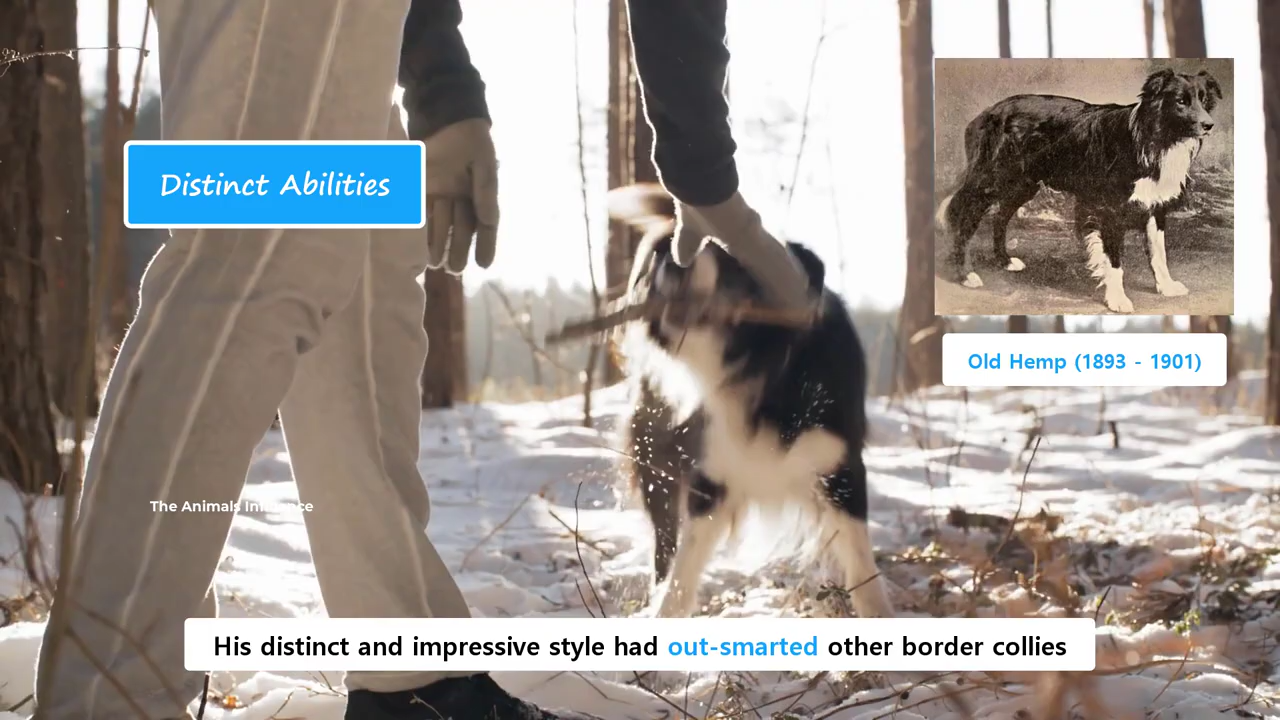 Distinct Abilities
Old Hemp (1893 - 1901)
The Animals Influence
His distinct and impressive style had out-smarted other border collies